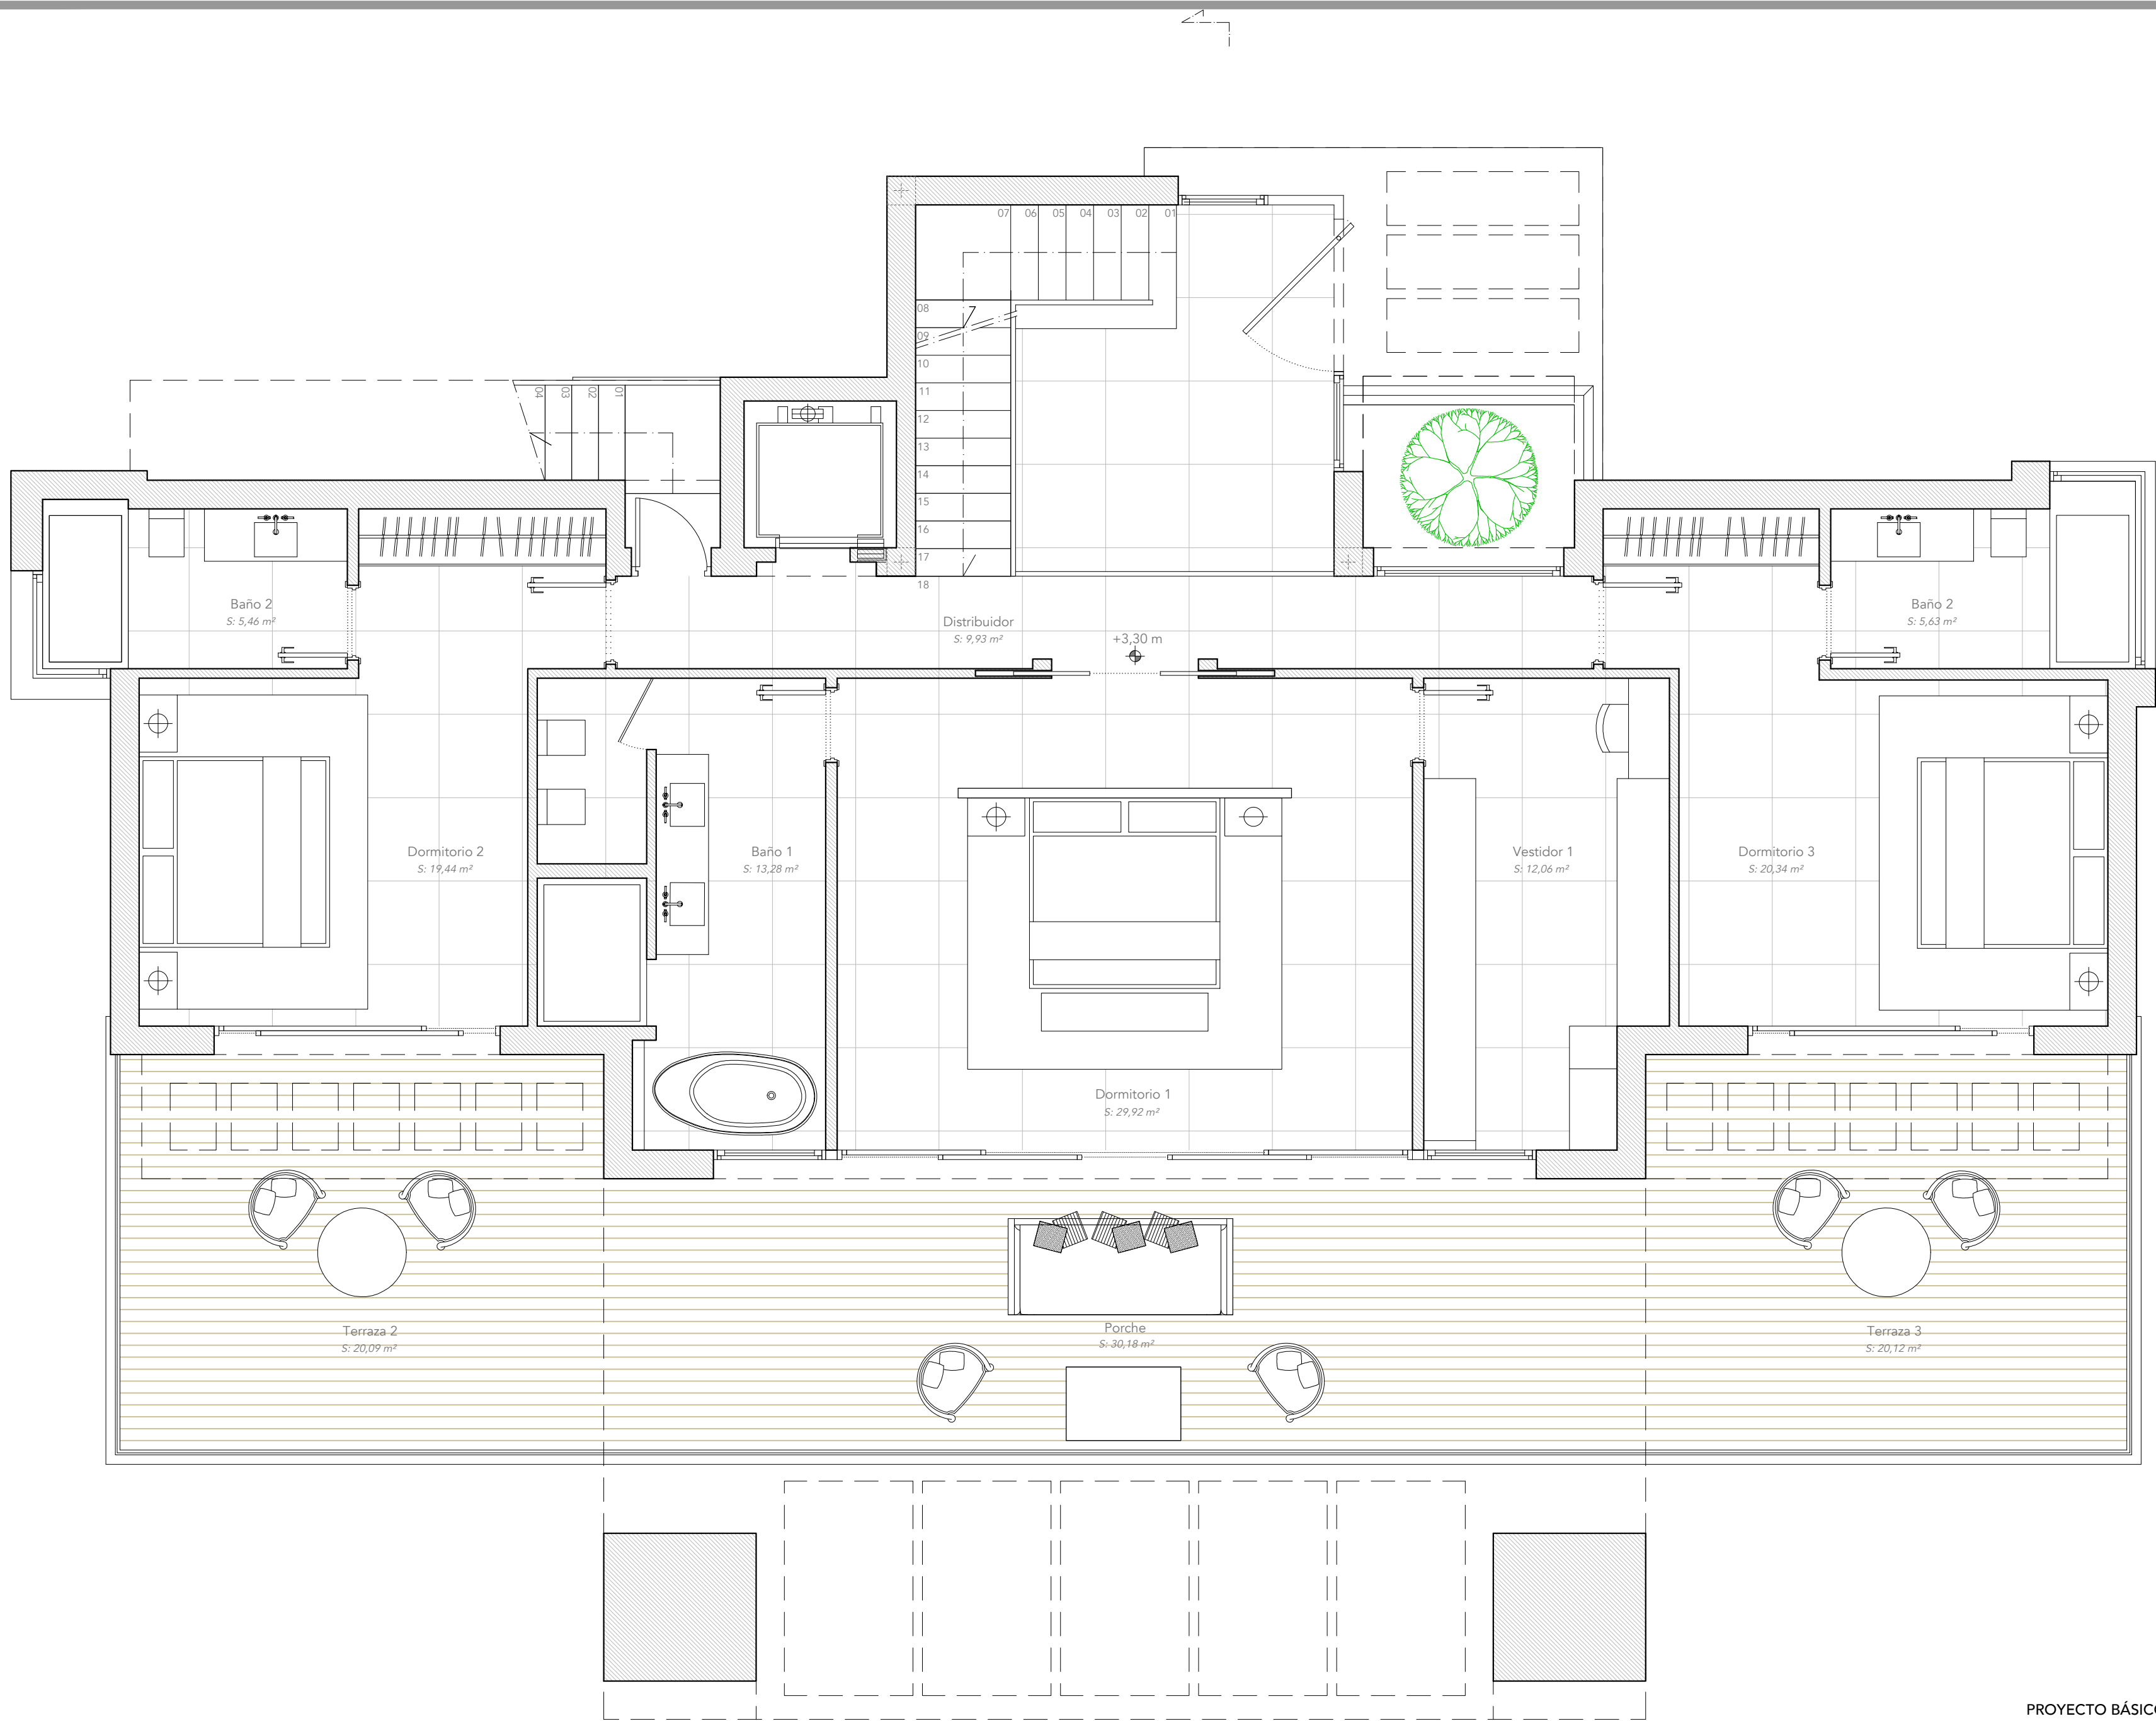 07 06 05 04 03 02 01
08
09
10
11
12
13
14
15
16
17
18
04 03 02 01
Baño 2
S: 5,46 m²
Distribuidor
S: 9,93 m²
+3,30 m
Baño 2
S: 5,63 m²
Dormitorio 2
S: 19,44 m²
Baño 1
S: 13,28 m²
Vestidor 1
S: 12,06 m²
Dormitorio 3
S: 20,34 m²
Dormitorio 1
S: 29,92 m²
Terraza 2
S: 20,09 m²
Porche
S: 30,18 m²
Terraza 3
S: 20,12 m²
PROYECTO BÁSICO